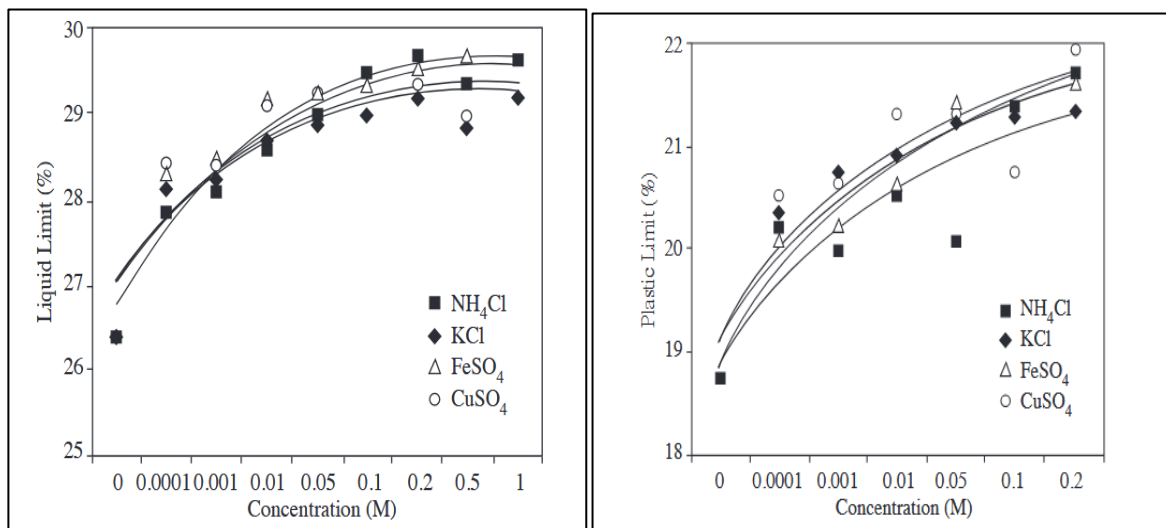 30
29
28
27
26
25
Liquid Limit (%)
NH₄Cl
KCl
FeSO₄
CuSO₄
0 0.0001 0.001 0.01 0.05 0.1 0.2 0.5 1
Concentration (M)
22
21
20
19
18
Plastic Limit (%)
NH₄Cl
KCl
FeSO₄
CuSO₄
0 0.0001 0.001 0.01 0.05 0.1 0.2
Concentration (M)